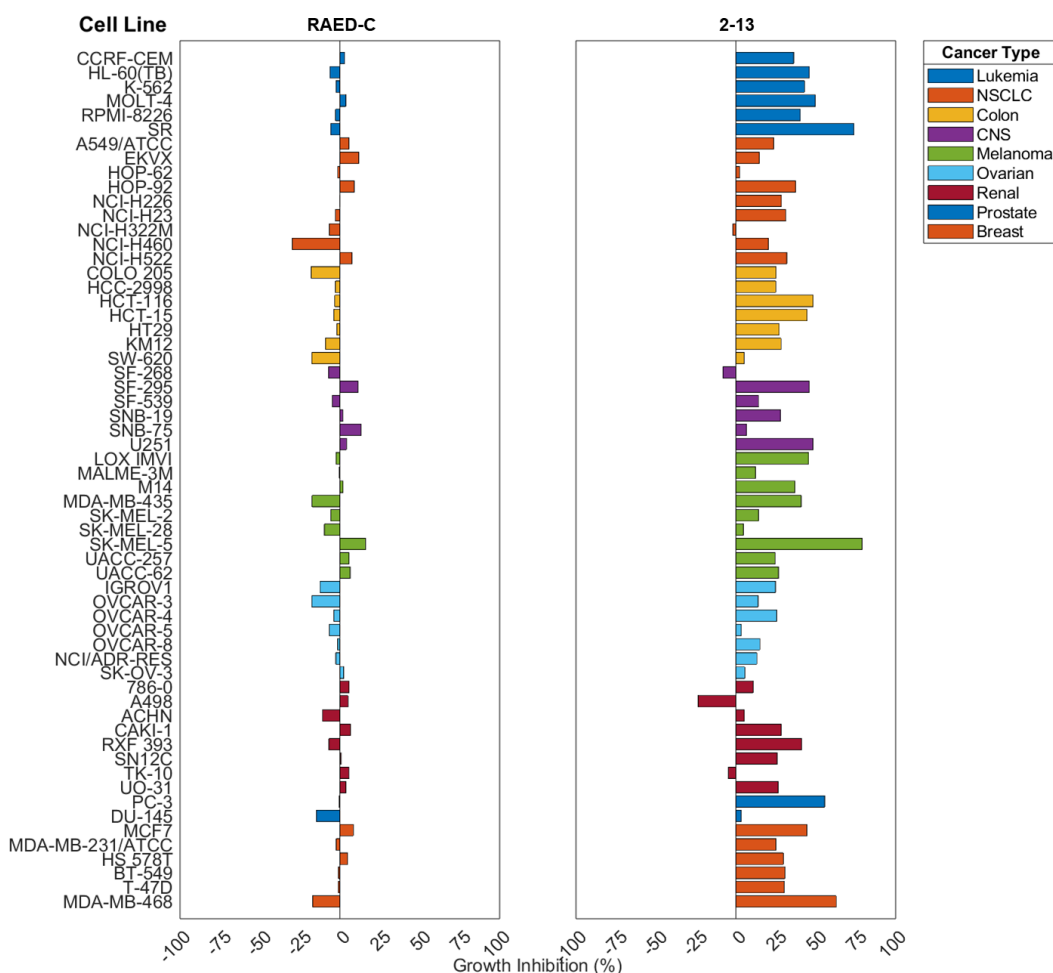 Cell Line
RAED-C
2-13
CCRF-CEM
HL-60(TB)
K-562
MOLT-4
RPMI-8226
SR
A549/ATCC
EKVX
HOP-62
HOP-92
NCI-H226
NCI-H23
NCI-H322M
NCI-H460
NCI-H522
COLO 205
HCC-2998
HCT-116
HCT-15
HT29
KM12
SW-620
SF-268
SF-295
SF-539
SNB-19
SNB-75
U251
LOX IMVI
MALME-3M
M14
MDA-MB-435
SK-MEL-2
SK-MEL-28
SK-MEL-5
UACC-257
UACC-62
IGROV1
OVCAR-3
OVCAR-4
OVCAR-5
OVCAR-8
NCI/ADR-RES
SK-OV-3
786-0
A498
ACHN
CAKI-1
RXF 393
SN12C
TK-10
UO-31
PC-3
DU-145
MCF7
MDA-MB-231/ATCC
HS 578T
BT-549
T-47D
MDA-MB-468
-100 -75 -50 -25 0 25 50 75 100
-100 -75 -50 -25 0 25 50 75 100
Growth Inhibition (%)
Cancer Type
Lukemia
NSCLC
Colon
CNS
Melanoma
Ovarian
Renal
Prostate
Breast